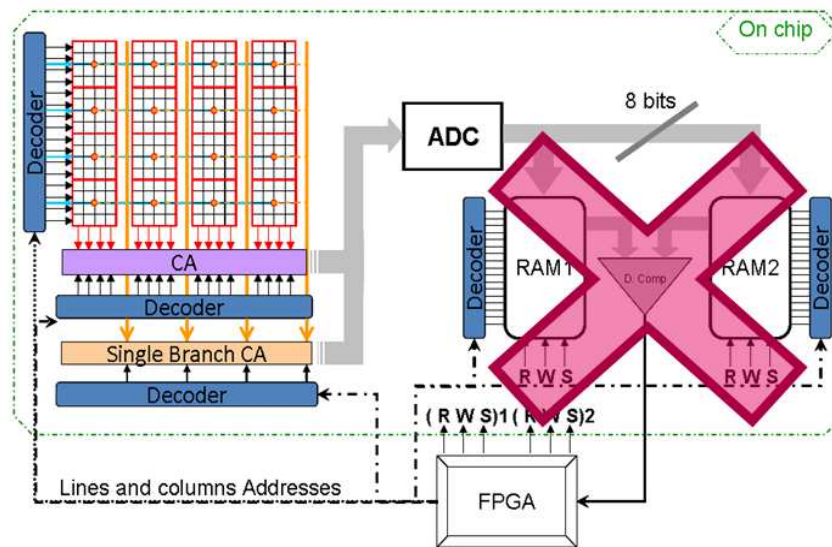 On chip
Decoder
8 bits
ADC
Decoder
RAM1
D. Comp
RAM2
Decoder
CA
Decoder
Single Branch CA
Decoder
R W S
R W S
( R W S)1 ( R W S)2
Lines and columns Addresses
FPGA